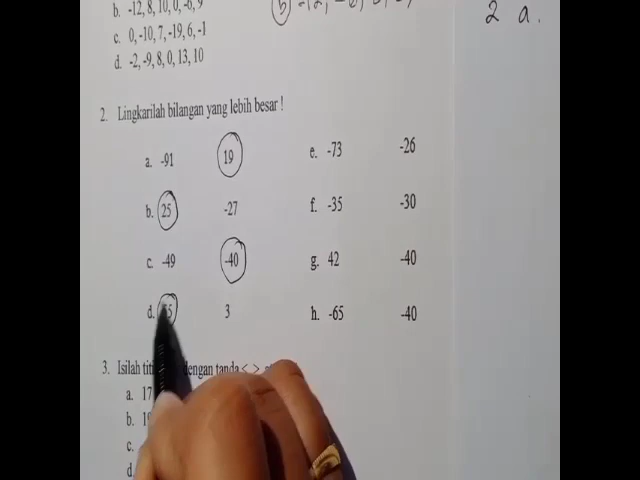 b. -12, 8, 10, 0, -6, 9
c. 0, -10, 7, -19, 6, -1
d. -2, -9, 8, 0, 13, 10
2 a.
2. Lingkarilah bilangan yang lebih besar !
a. -91 19 e. -73 -26
b. 25 -27 f. -35 -30
c. -49 -40 g. 42 -40
d. 3 h. -65 -40
3. Isilah dengan tanda < >
a. 17
b.
c.
d.